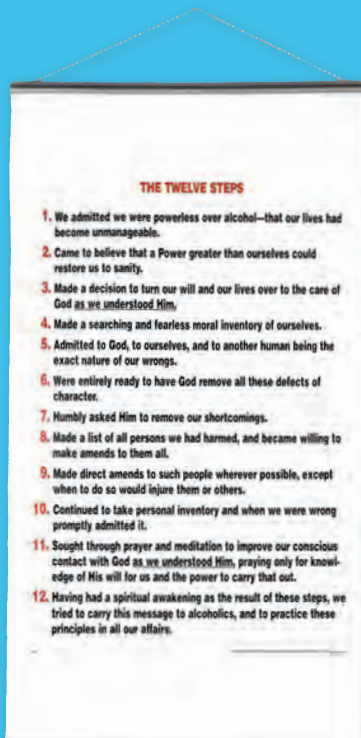 THE TWELVE STEPS
1. We admitted we were powerless over alcohol—that our lives had
become unmanageable.
2. Came to believe that a Power greater than ourselves could
restore us to sanity.
3. Made a decision to turn our will and our lives over to the care of
God as we understood Him.
4. Made a searching and fearless moral inventory of ourselves.
5. Admitted to God, to ourselves, and to another human being the
exact nature of our wrongs.
6. Were entirely ready to have God remove all these defects of
character.
7. Humbly asked Him to remove our shortcomings.
8. Made a list of all persons we had harmed, and became willing to
make amends to them all.
9. Made direct amends to such people wherever possible, except
when to do so would injure them or others.
10. Continued to take personal inventory and when we were wrong
promptly admitted it.
11. Sought through prayer and meditation to improve our conscious
contact with God as we understood Him, praying only for knowl-
edge of His will for us and the power to carry that out.
12. Having had a spiritual awakening as the result of these steps, we
tried to carry this message to alcoholics, and to practice these
principles in all our affairs.